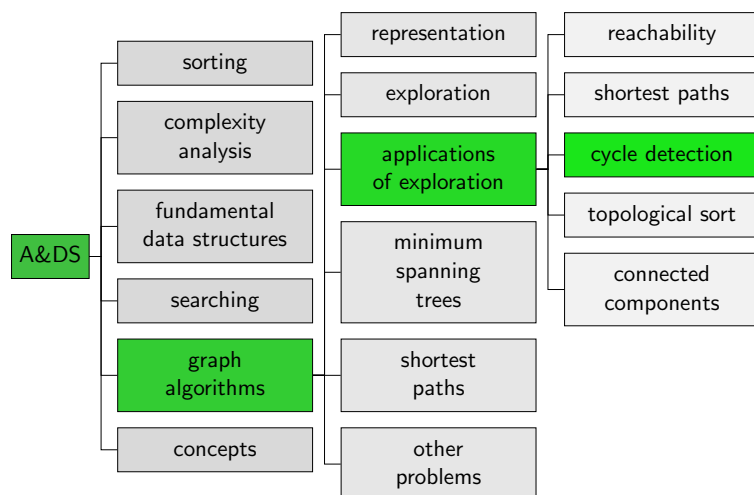 A&DS
sorting
complexity
analysis
fundamental
data structures
searching
graph
algorithms
concepts
representation
exploration
applications
of exploration
minimum
spanning
trees
shortest
paths
other
problems
reachability
shortest paths
cycle detection
topological sort
connected
components